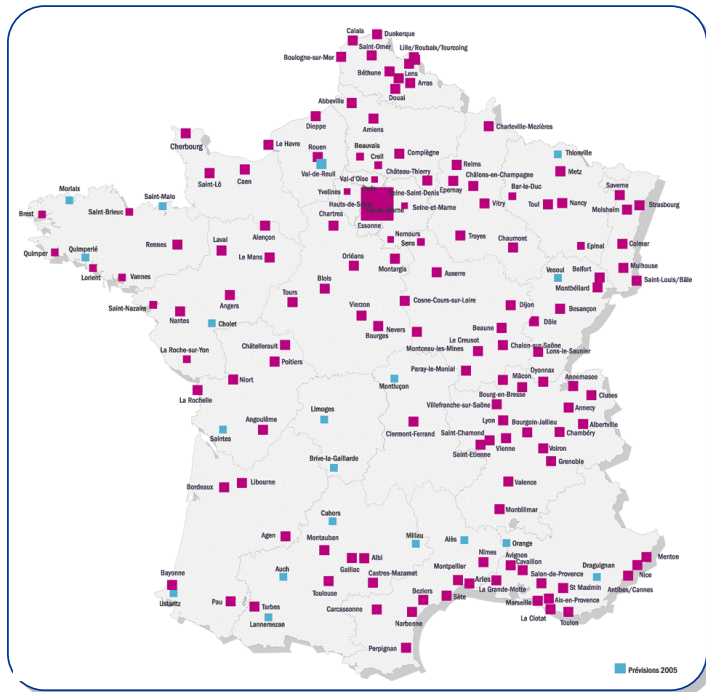 Calais
Dunkerque
Saint-Omer
Lille/Roubaix/Tourcoing
Boulogne-sur-Mer
Béthune
Lens
Arras
Douai
Abbeville
Dieppe
Amiens
Charleville-Mezières
Cherbourg
Le Havre
Rouen
Beauvais
Creil
Compiègne
Thionville
Val-de-Reuil
Château-Thierry
Reims
Metz
Saint-Lô
Caen
Val-d'Oise
Châlons-en-Champagne
Saverne
Morlaix
Saint-Malo
Yvelines
Seine-Saint-Denis
Epernay
Bar-le-Duc
Strasbourg
Hauts-de-Seine
Seine-et-Marne
Vitry
Toul
Nancy
Molsheim
Brest
Saint-Brieuc
Chartres
Essonne
Alençon
Nemours
Sens
Troyes
Chaumont
Epinal
Colmar
Quimper
Quimperlé
Rennes
Laval
Le Mans
Orléans
Montargis
Auxerre
Vesoul
Belfort
Mulhouse
Lorient
Vannes
Blois
Montbéliard
Saint-Louis/Bâle
Saint-Nazaire
Angers
Tours
Cosne-Cours-sur-Loire
Dijon
Besançon
Nantes
Cholet
Vierzon
Bourges
Nevers
Beaune
Dôle
Le Creusot
Chalon-sur-Saône
Châtellerault
Montceau-les-Mines
Lons-le-Saunier
La Roche-sur-Yon
Poitiers
Paray-le-Monial
Oyonnax
Annemasse
Niort
Montluçon
Mâcon
Bourg-en-Bresse
Cluses
La Rochelle
Villefranche-sur-Saône
Annecy
Limoges
Lyon
Bourgoin-Jallieu
Albertville
Angoulême
Clermont-Ferrand
Saint-Chamond
Chambéry
Saintes
Saint-Etienne
Vienne
Voiron
Brive-la-Gaillarde
Grenoble
Bordeaux
Libourne
Valence
Cahors
Montélimar
Agen
Montauban
Millau
Alès
Orange
Gaillac
Albi
Nîmes
Avignon
Cavaillon
Draguignan
Menton
Auch
Castres-Mazamet
Montpellier
Arles
Salon-de-Provence
Nice
Bayonne
Toulouse
La Grande-Motte
St Maximin
Antibes/Cannes
Ustaritz
Pau
Tarbes
Carcassonne
Beziers
Sète
Marseille
Aix-en-Provence
Lannemezan
Narbonne
La Ciotat
Toulon
Perpignan
Prévisions 2005